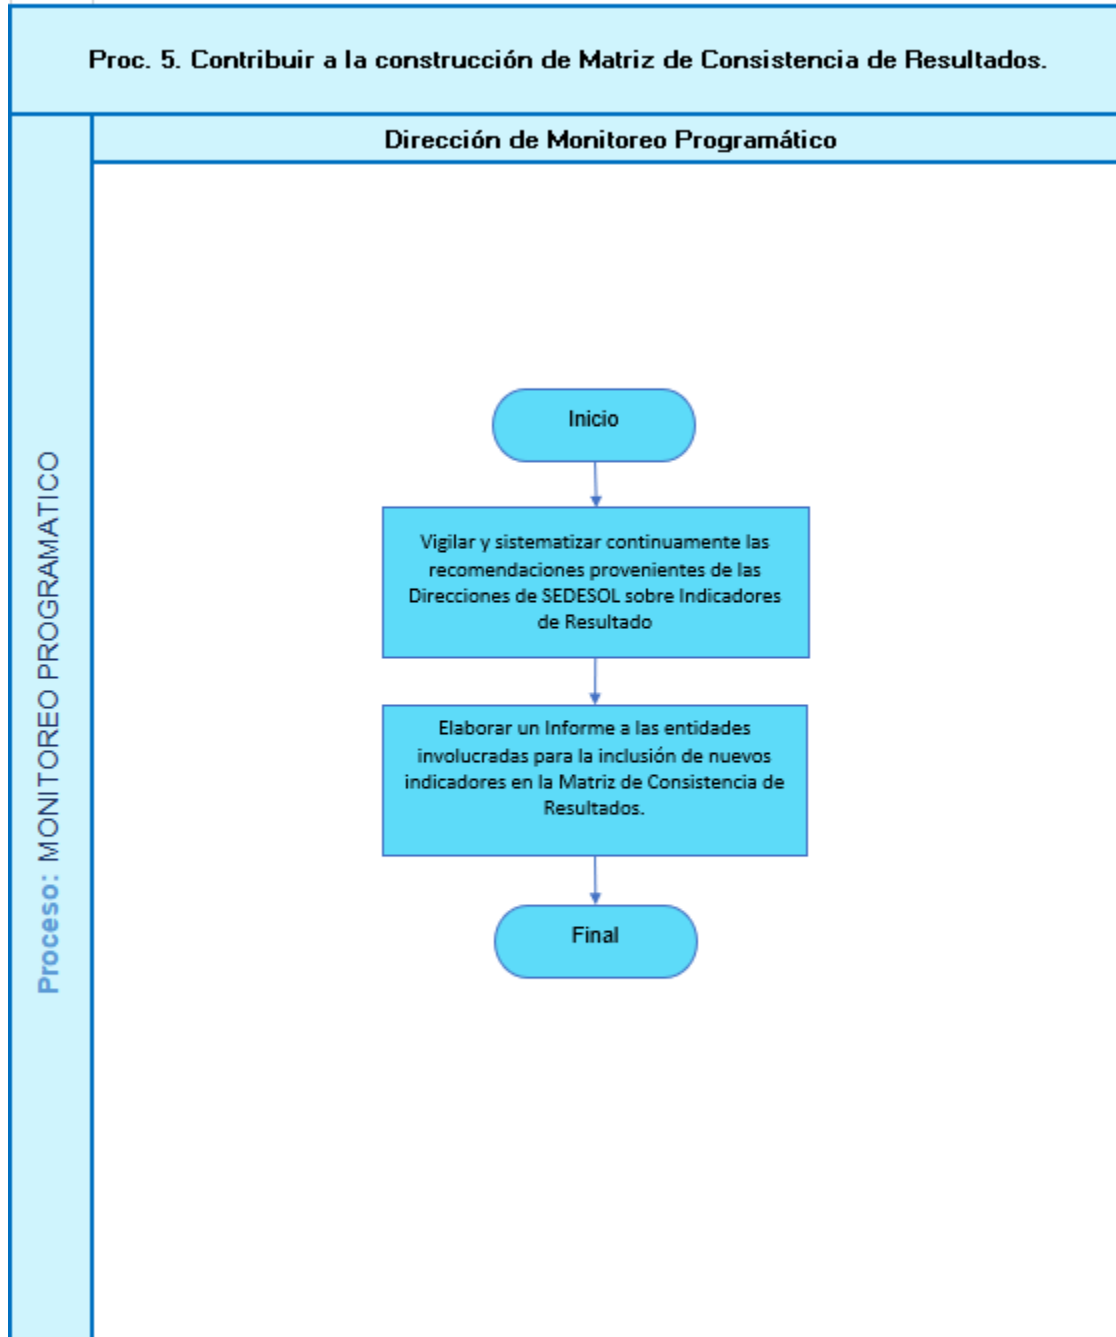 Proc. 5. Contribuir a la construcción de Matriz de Consistencia de Resultados.
Dirección de Monitoreo Programático
Proceso: MONITOREO PROGRAMATICO
Inicio
Vigilar y sistematizar continuamente las
recomendaciones provenientes de las
Direcciones de SEDESOL sobre Indicadores
de Resultado
Elaborar un Informe a las entidades
involucradas para la inclusión de nuevos
indicadores en la Matriz de Consistencia de
Resultados.
Final